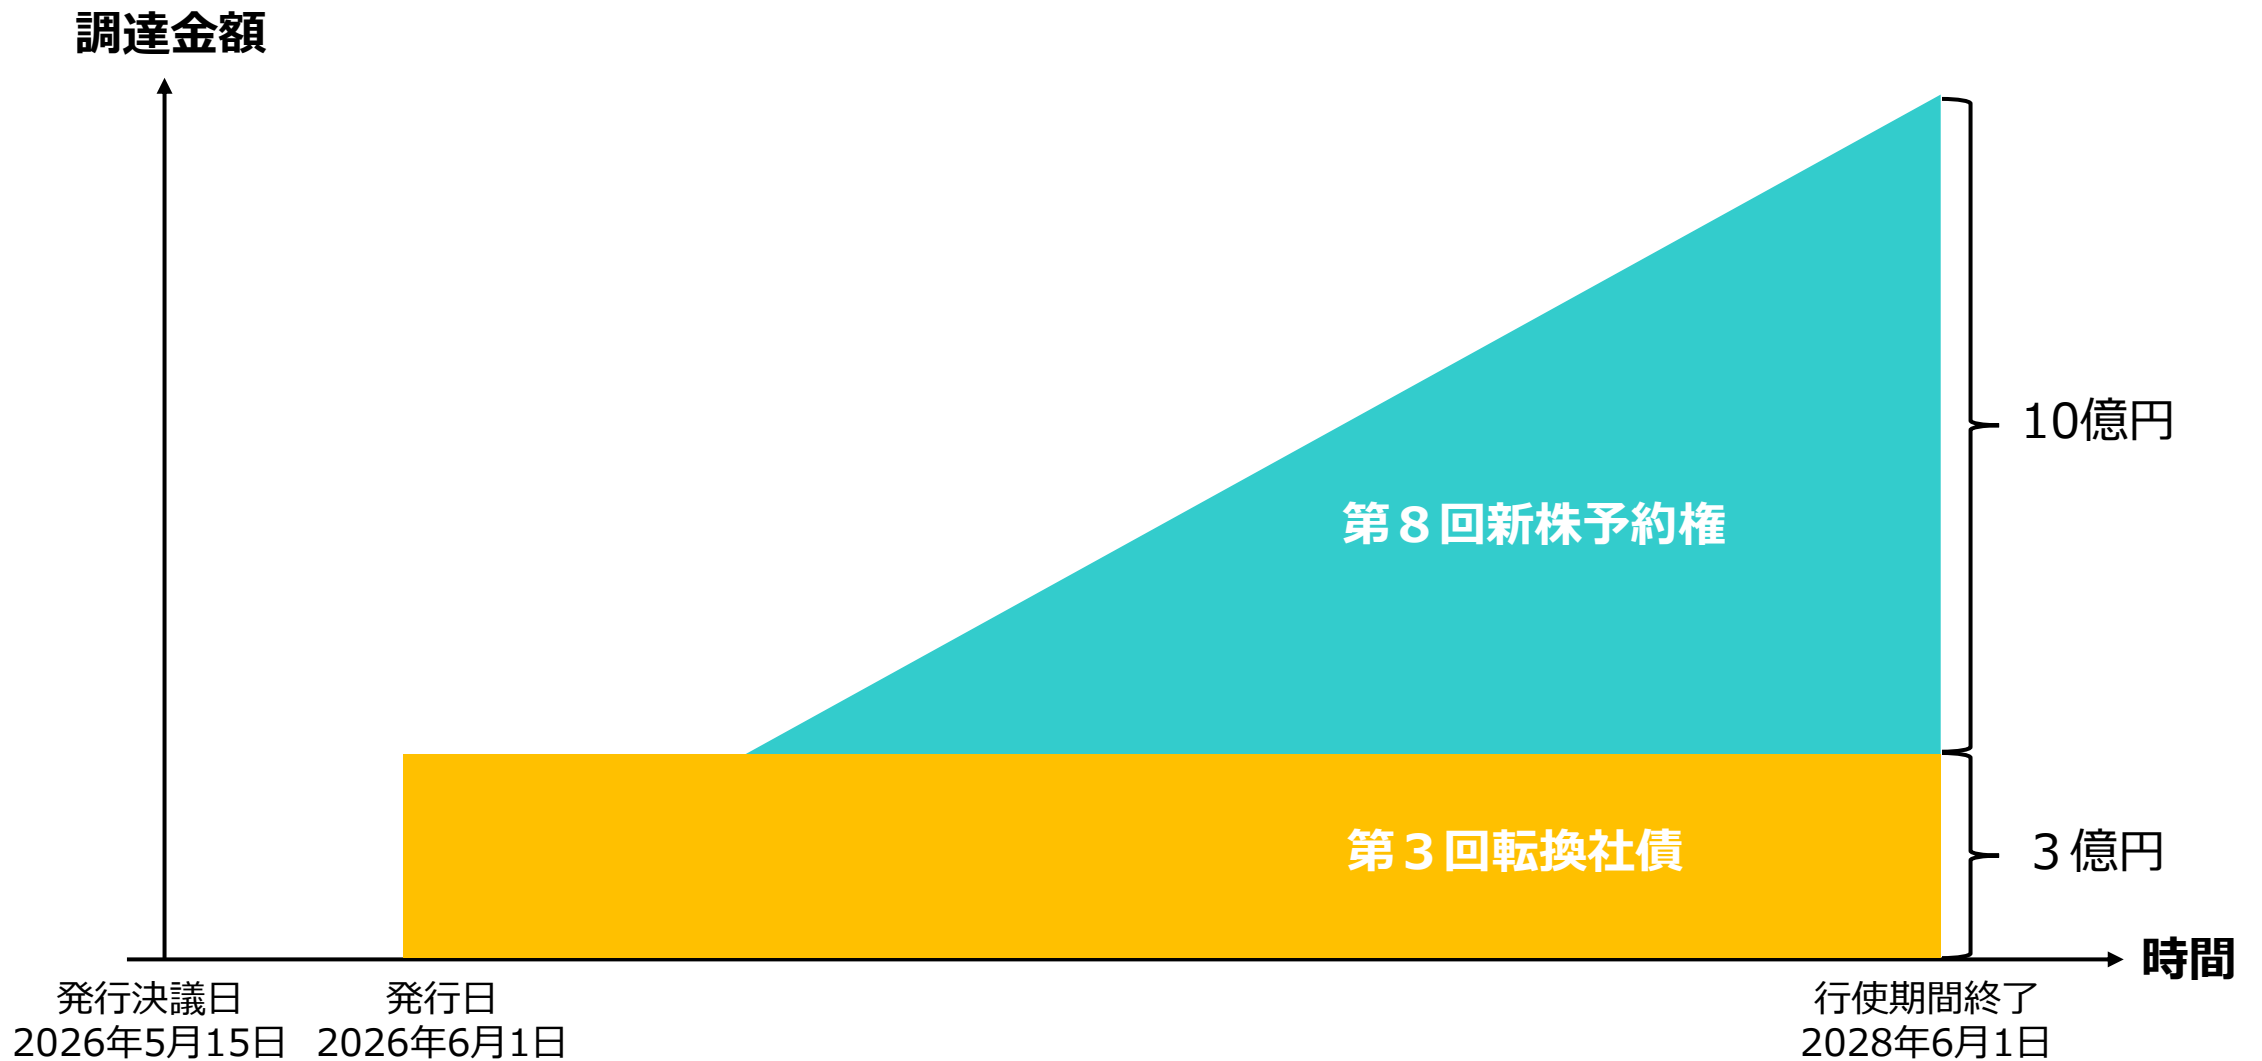 調達金額
10億円
第８回新株予約権
第３回転換社債
３億円
時間
発行決議日
2026年5月15日
発行日
2026年6月1日
行使期間終了
2028年6月1日